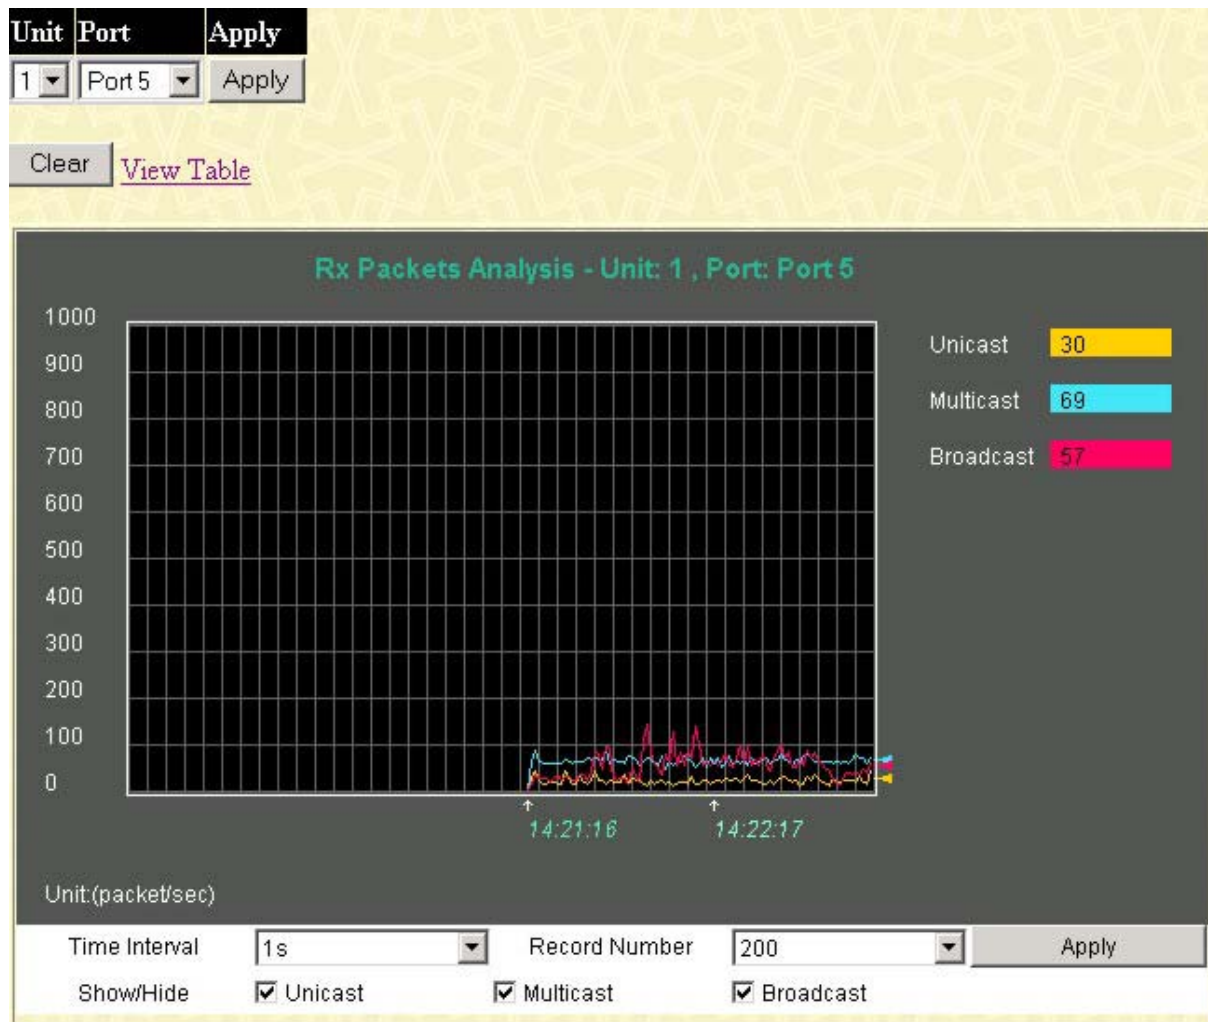 Unit Port Apply
1 Port 5 Apply
Clear View Table
Rx Packets Analysis - Unit: 1 , Port: Port 5
1000
900
800
700
600
500
400
300
200
100
0
Unicast 30
Multicast 69
Broadcast 57
14:21:16 14:22:17
Unit:(packet/sec)
Time Interval 1s Record Number 200 Apply
Show/Hide Unicast Multicast Broadcast